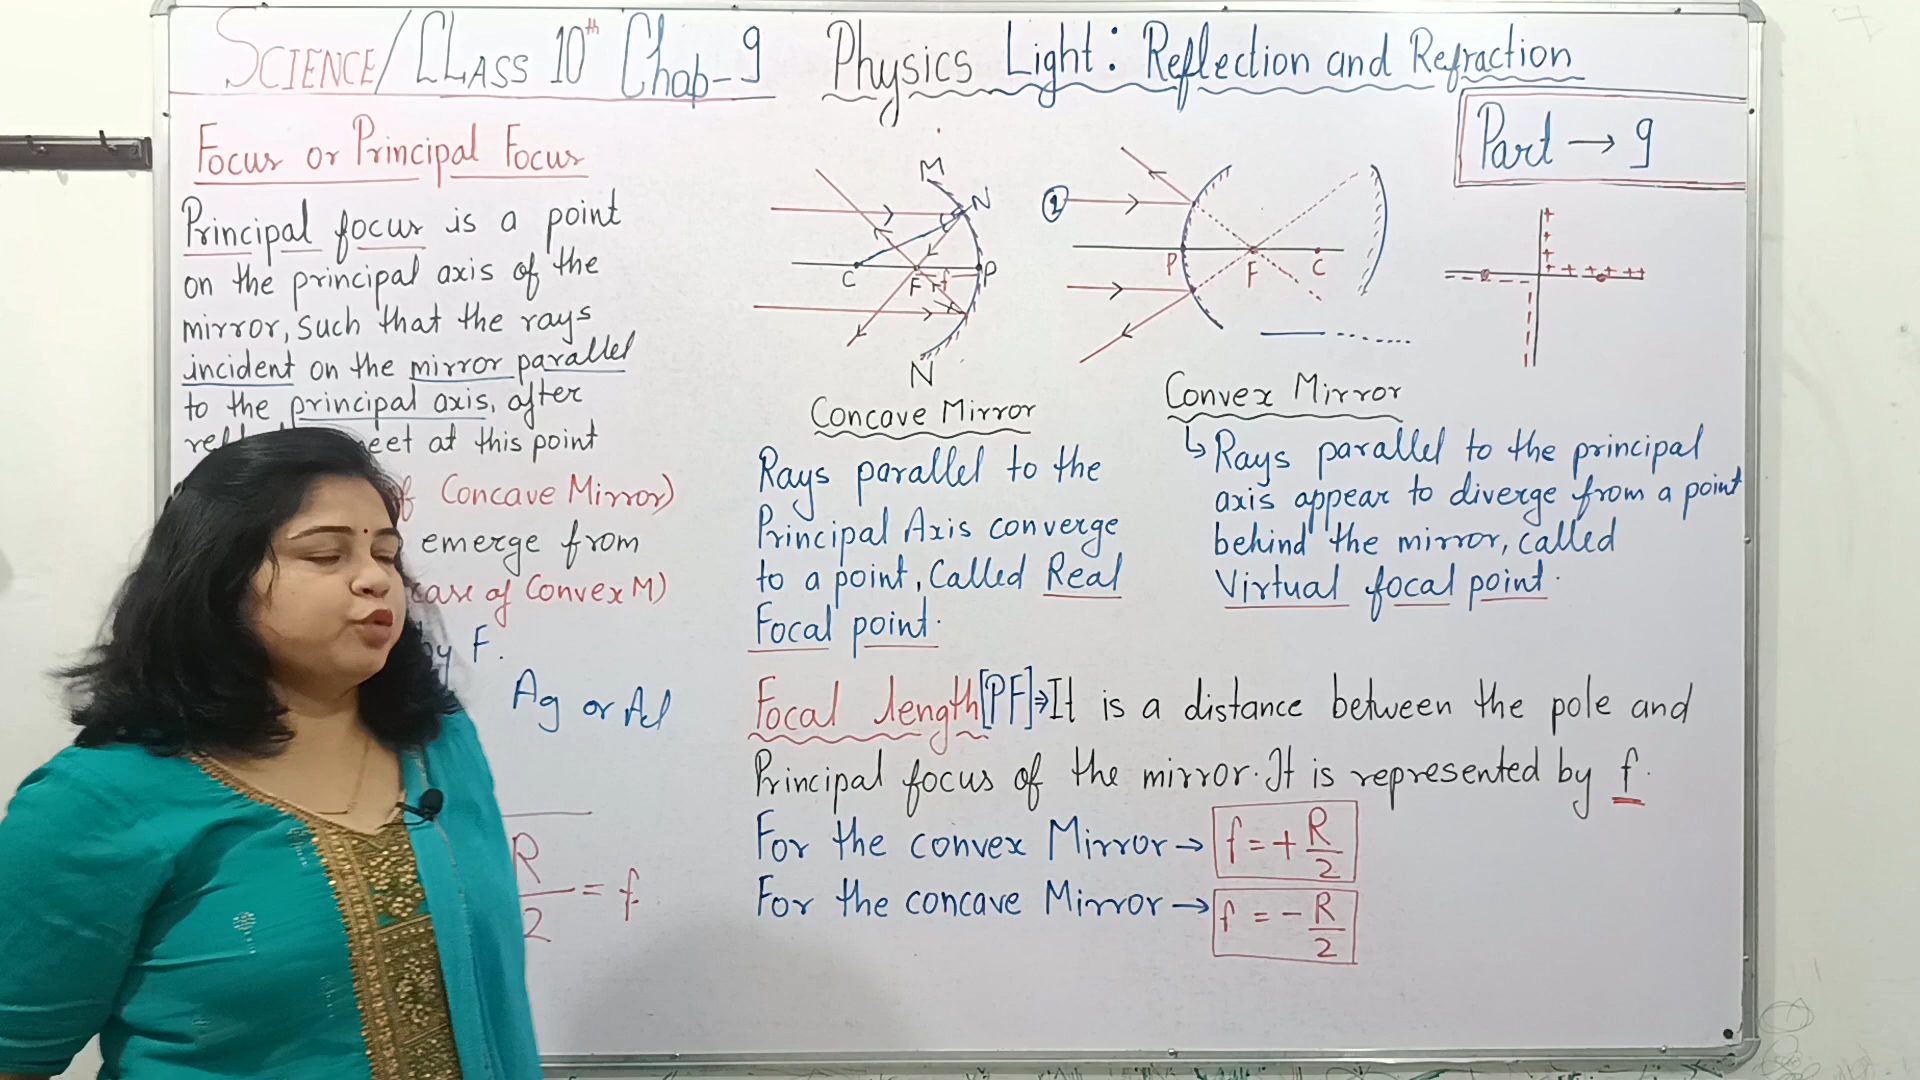 SCIENCE/CLASS 10th Chap-9 Physics Light: Reflection and Refraction
Part → 9
Focus or Principal Focus
Principal focus is a point
on the principal axis of the
mirror, such that the rays
incident on the mirror parallel
to the principal axis, after
meet at this point
Concave Mirror)
emerge from
case of Convex M)
by F.
Ag or Al
R
2
= f
M
N
C
F
f
P
N
Concave Mirror
Rays parallel to the
Principal Axis converge
to a point, Called Real
Focal point.
P
F
C
Convex Mirror
↳ Rays parallel to the principal
axis appear to diverge from a point
behind the mirror, called
Virtual focal point.
+ + + + + + + + +
Focal length [PF] ⇒ It is a distance between the pole and
Principal focus of the mirror. It is represented by f.
For the convex Mirror → f = + R/2
For the concave Mirror → f = - R/2